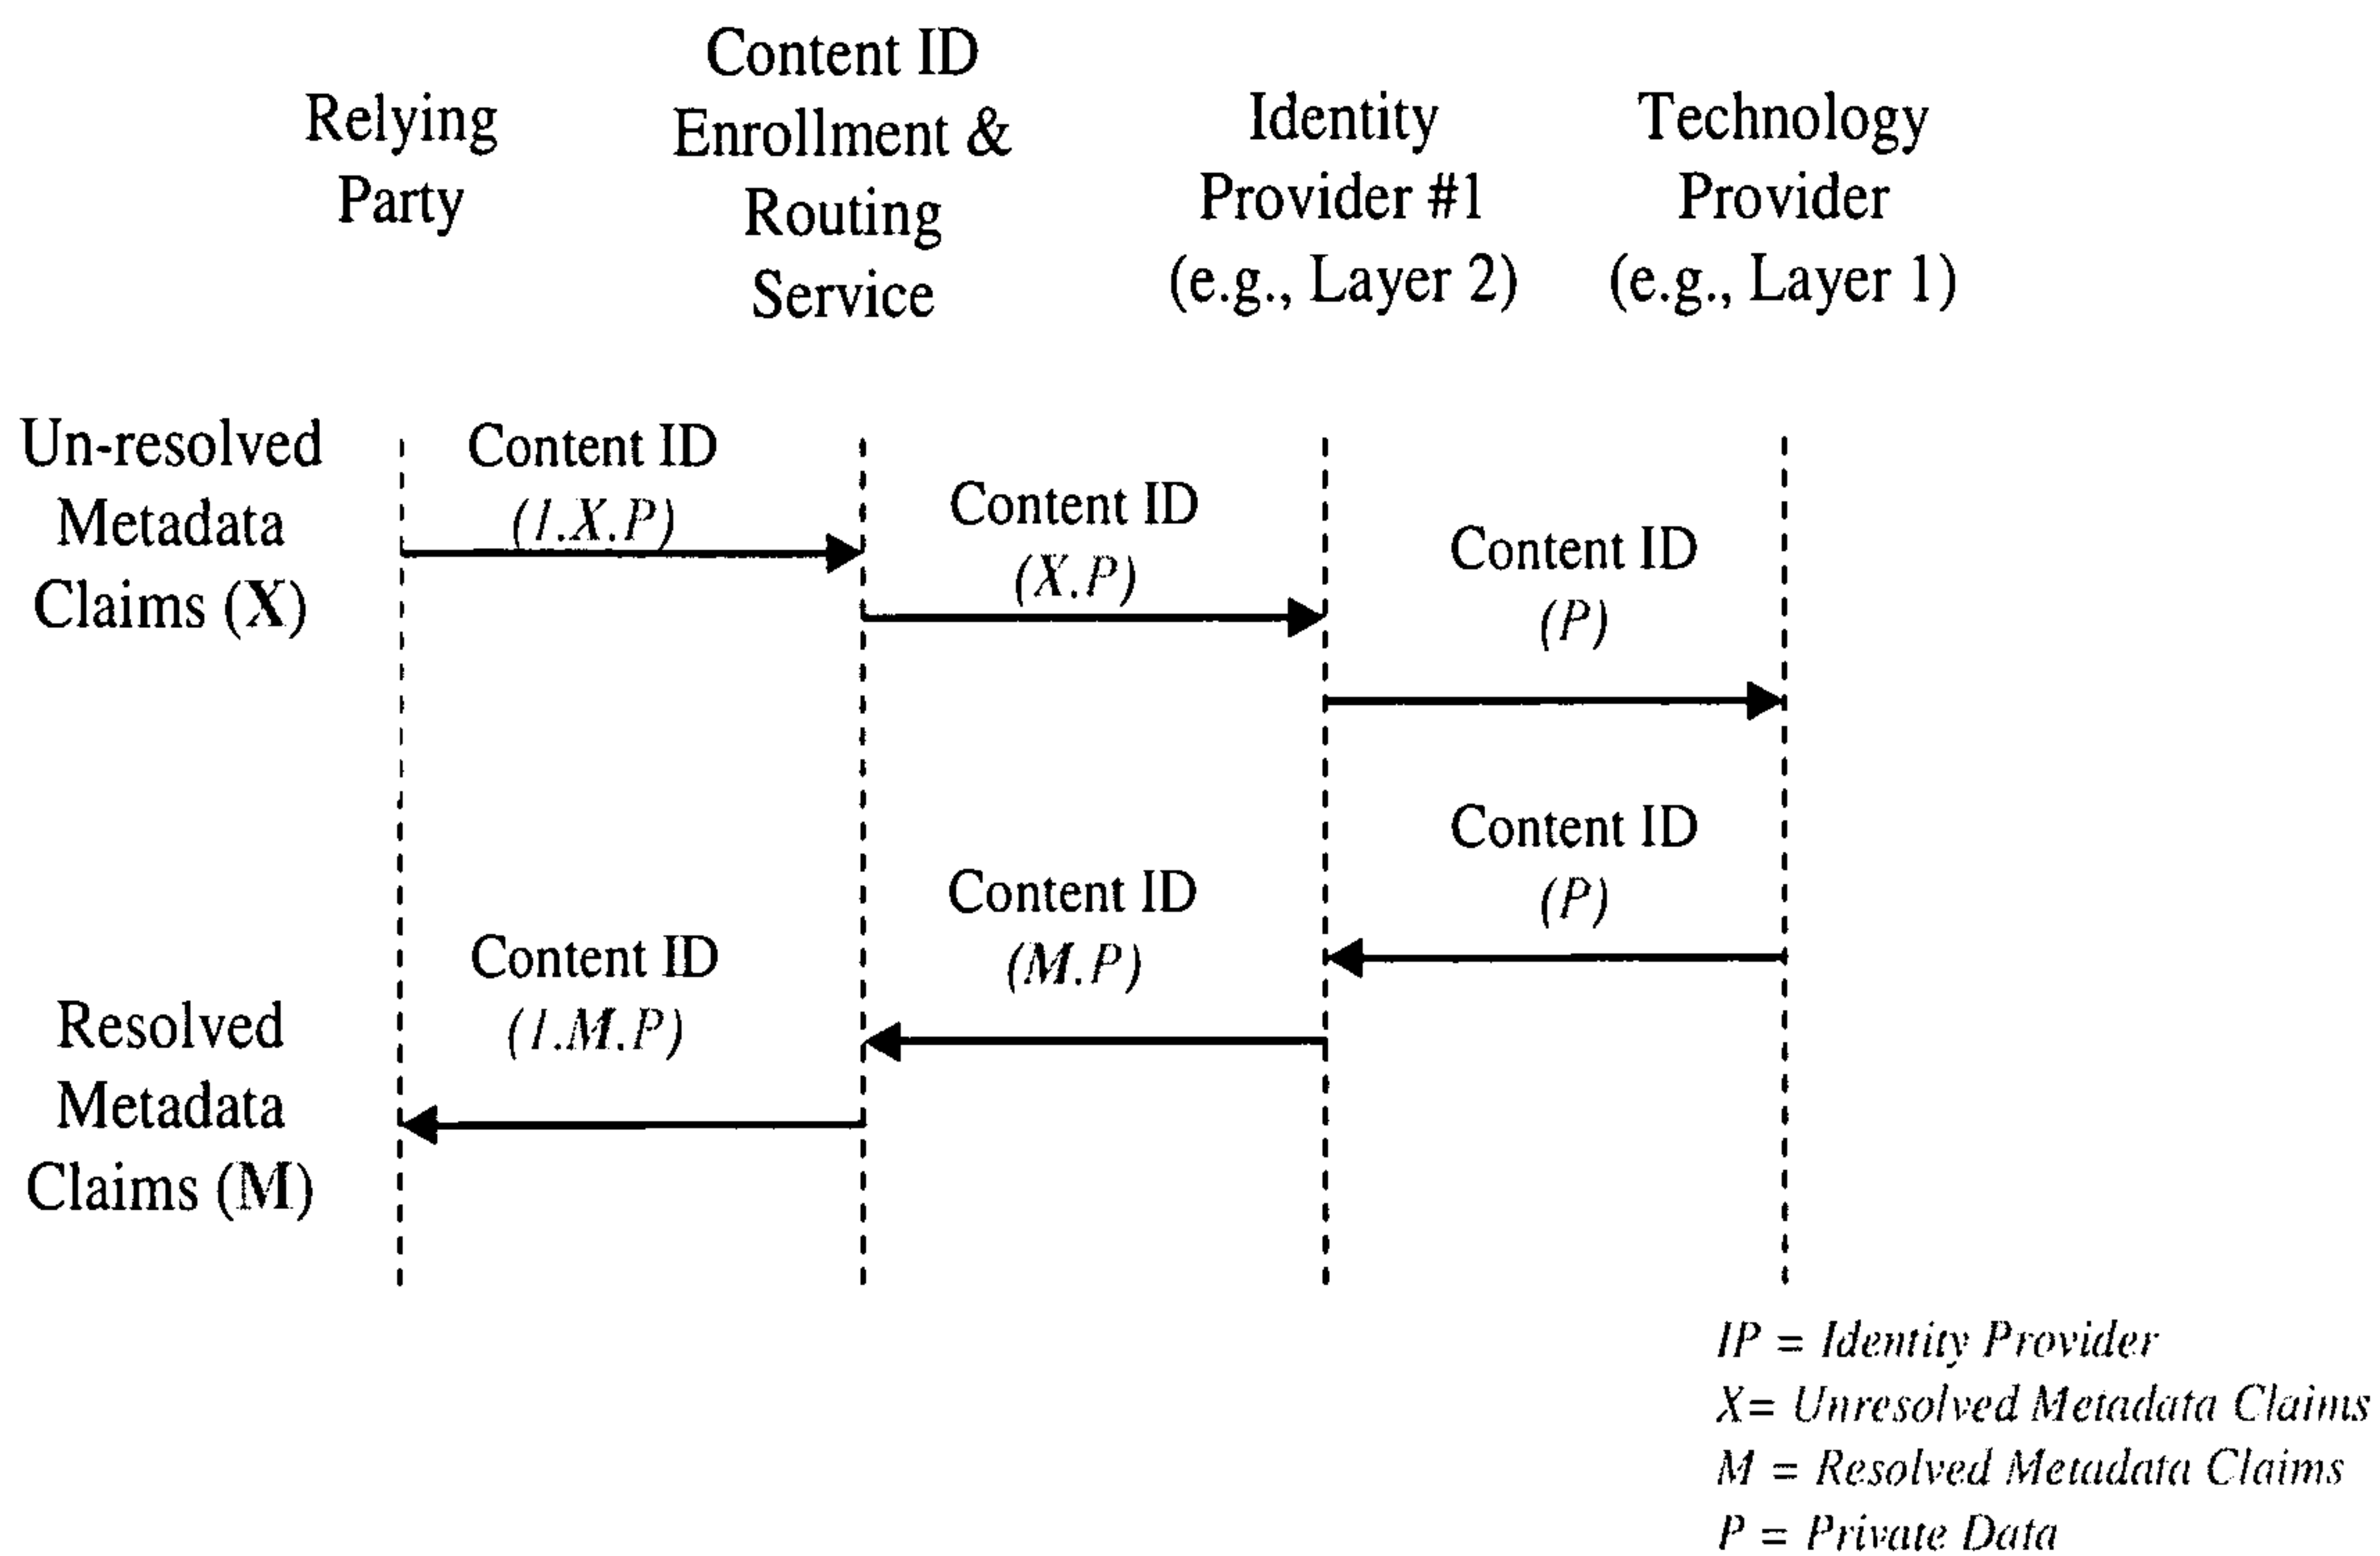 Relying
Party
Content ID
Enrollment &
Routing
Service
Identity
Provider #1
(e.g., Layer 2)
Technology
Provider
(e.g., Layer 1)
Un-resolved
Metadata
Claims (X)
Content ID
(1.X.P)
Content ID
(X.P)
Content ID
(P)
Content ID
(P)
Content ID
(M.P)
Content ID
(1.M.P)
Resolved
Metadata
Claims (M)
IP = Identity Provider
X= Unresolved Metadata Claims
M = Resolved Metadata Claims
P = Private Data